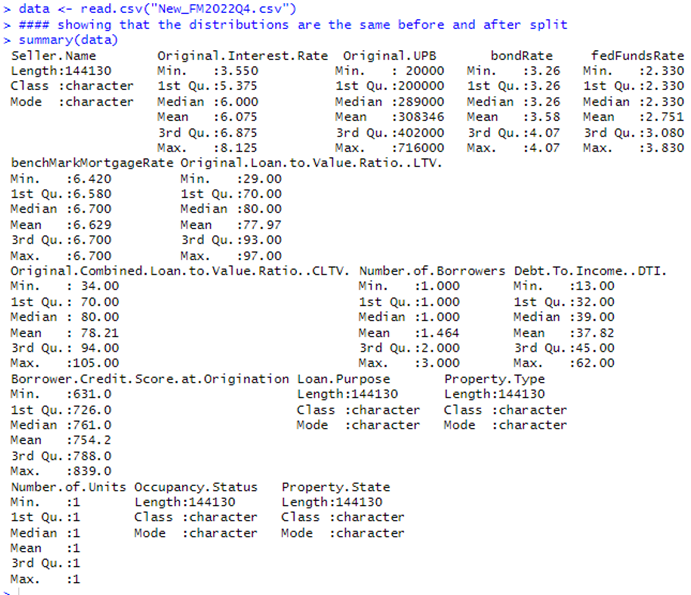 > data <- read.csv("New_FM2022Q4.csv")
> #### showing that the distributions are the same before and after split
> summary(data)
Seller.Name Original.Interest.Rate Original.UPB bondRate fedFundsRate
Length:144130 Min. :3.550 Min. : 20000 Min. :3.26 Min. :2.330
Class :character 1st Qu.:5.375 1st Qu.:200000 1st Qu.:3.26 1st Qu.:2.330
Mode :character Median :6.000 Median :289000 Median :3.26 Median :2.330
Mean :6.075 Mean :308346 Mean :3.58 Mean :2.751
3rd Qu.:6.875 3rd Qu.:402000 3rd Qu.:4.07 3rd Qu.:3.080
Max. :8.125 Max. :716000 Max. :4.07 Max. :3.830
benchMarkMortgageRate Original.Loan.to.Value.Ratio..LTV.
Min. :6.420 Min. :29.00
1st Qu.:6.580 1st Qu.:70.00
Median :6.700 Median :80.00
Mean :6.629 Mean :77.97
3rd Qu.:6.700 3rd Qu.:93.00
Max. :6.700 Max. :97.00
Original.Combined.Loan.to.Value.Ratio..CLTV. Number.of.Borrowers Debt.To.Income..DTI.
Min. : 34.00 Min. :1.000 Min. :13.00
1st Qu.: 70.00 1st Qu.:1.000 1st Qu.:32.00
Median : 80.00 Median :1.000 Median :39.00
Mean : 78.21 Mean :1.464 Mean :37.82
3rd Qu.: 94.00 3rd Qu.:2.000 3rd Qu.:45.00
Max. :105.00 Max. :3.000 Max. :62.00
Borrower.Credit.Score.at.Origination Loan.Purpose Property.Type
Min. :631.0 Length:144130 Length:144130
1st Qu.:726.0 Class :character Class :character
Median :761.0 Mode :character Mode :character
Mean :754.2
3rd Qu.:788.0
Max. :839.0
Number.of.Units Occupancy.Status Property.State
Min. :1 Length:144130 Length:144130
1st Qu.:1 Class :character Class :character
Median :1 Mode :character Mode :character
Mean :1
3rd Qu.:1
Max. :1
>